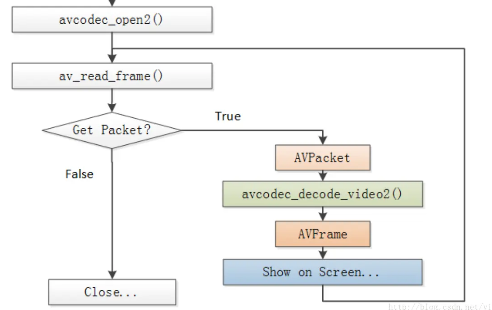 avcodec_open2()
av_read_frame()
Get Packet?
True
False
AVPacket
avcodec_decode_video2()
AVFrame
Show on Screen...
Close...